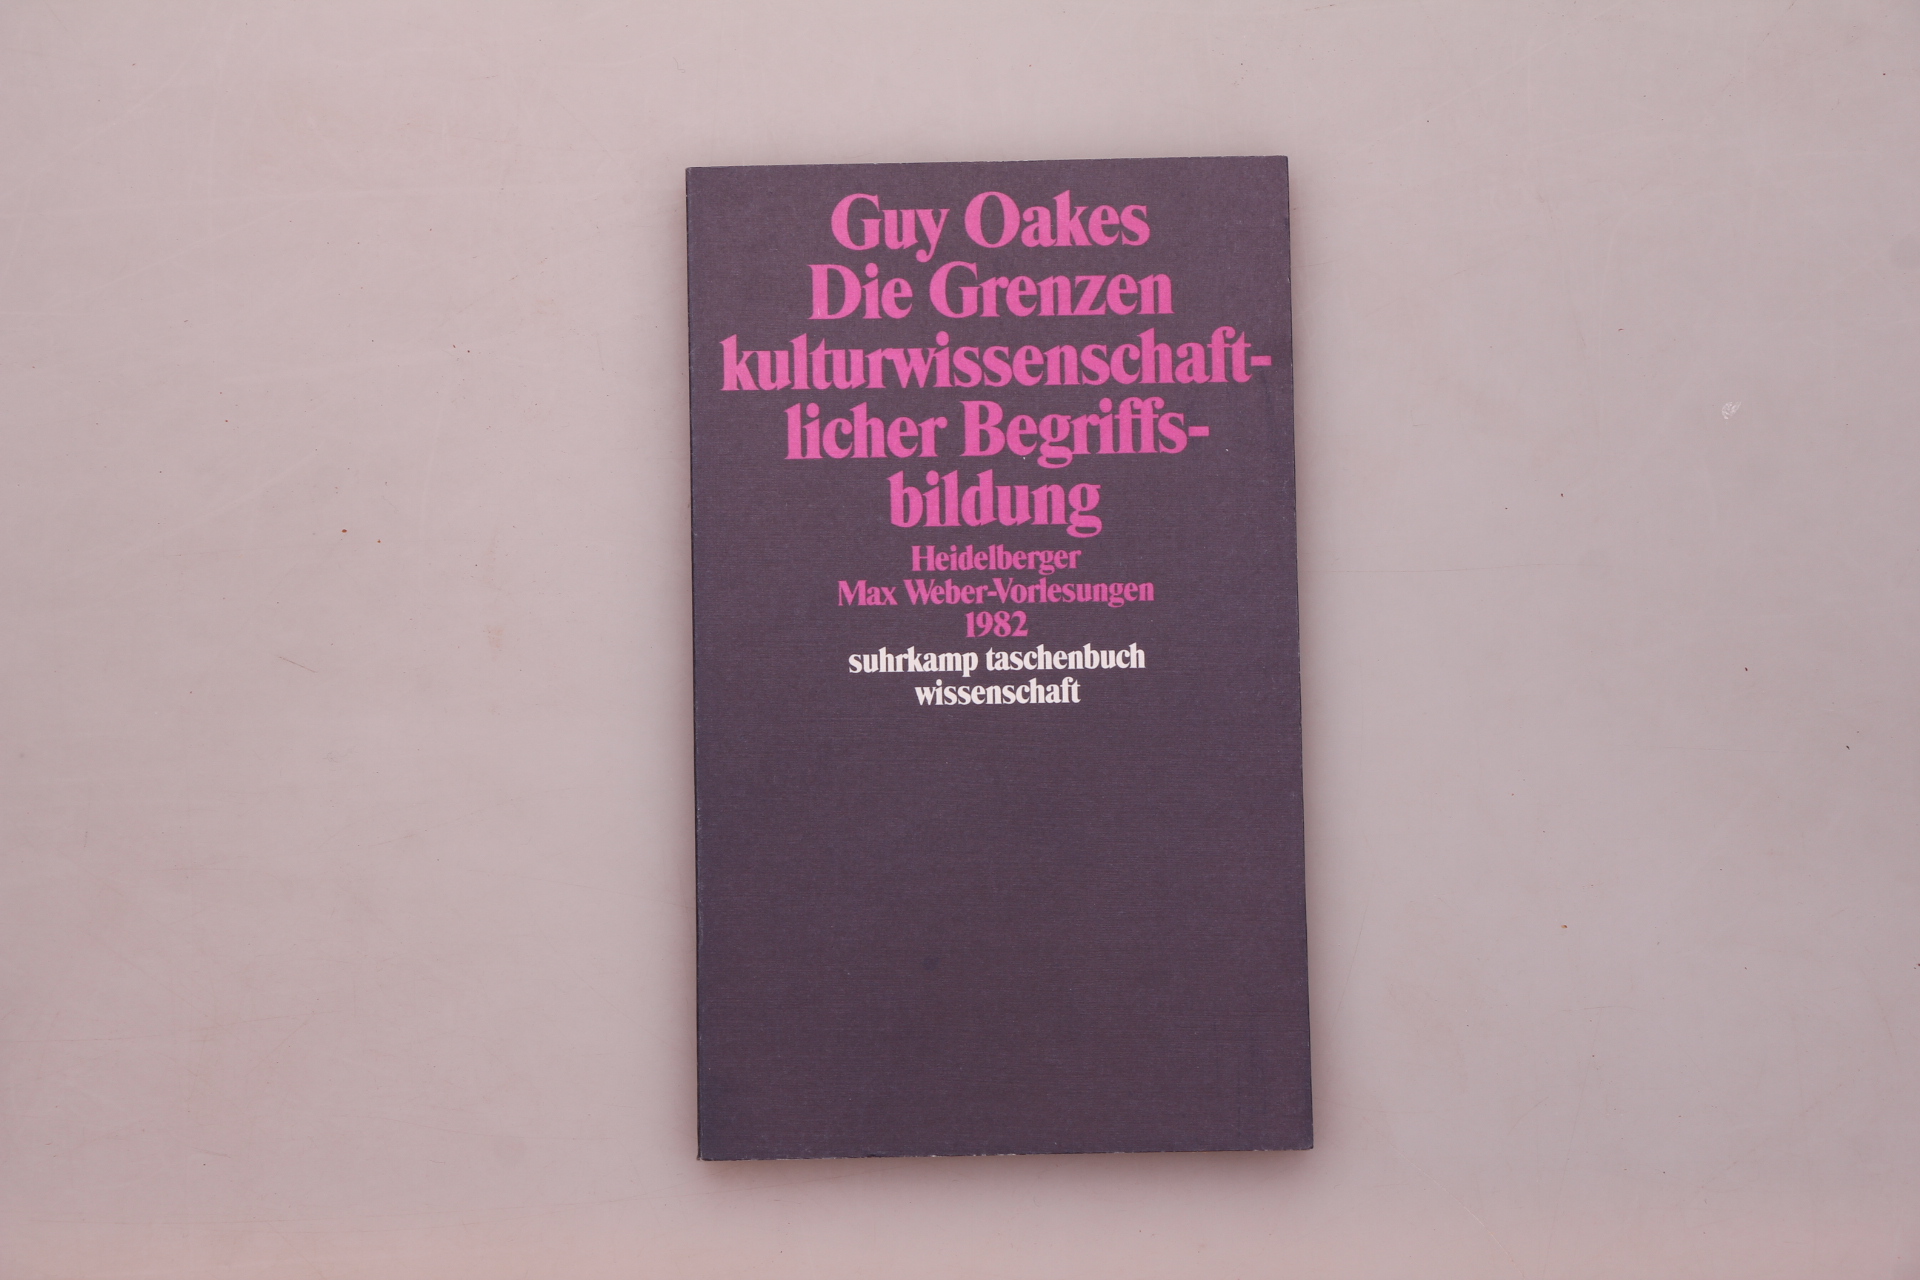 Guy Oakes
Die Grenzen
kulturwissenschaft-
licher Begriffs-
bildung
Heidelberger
Max Weber-Vorlesungen
1982
suhrkamp taschenbuch
wissenschaft